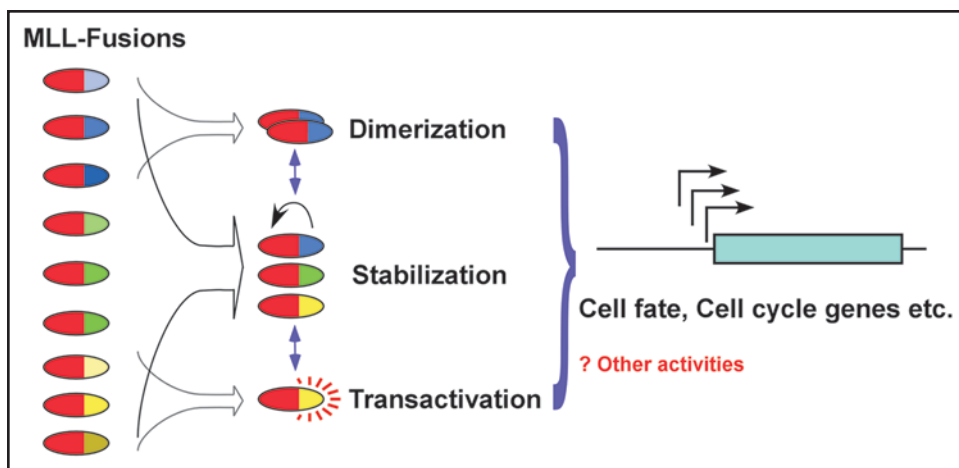 MLL-Fusions
Dimerization
Stabilization
Transactivation
Cell fate, Cell cycle genes etc.
? Other activities